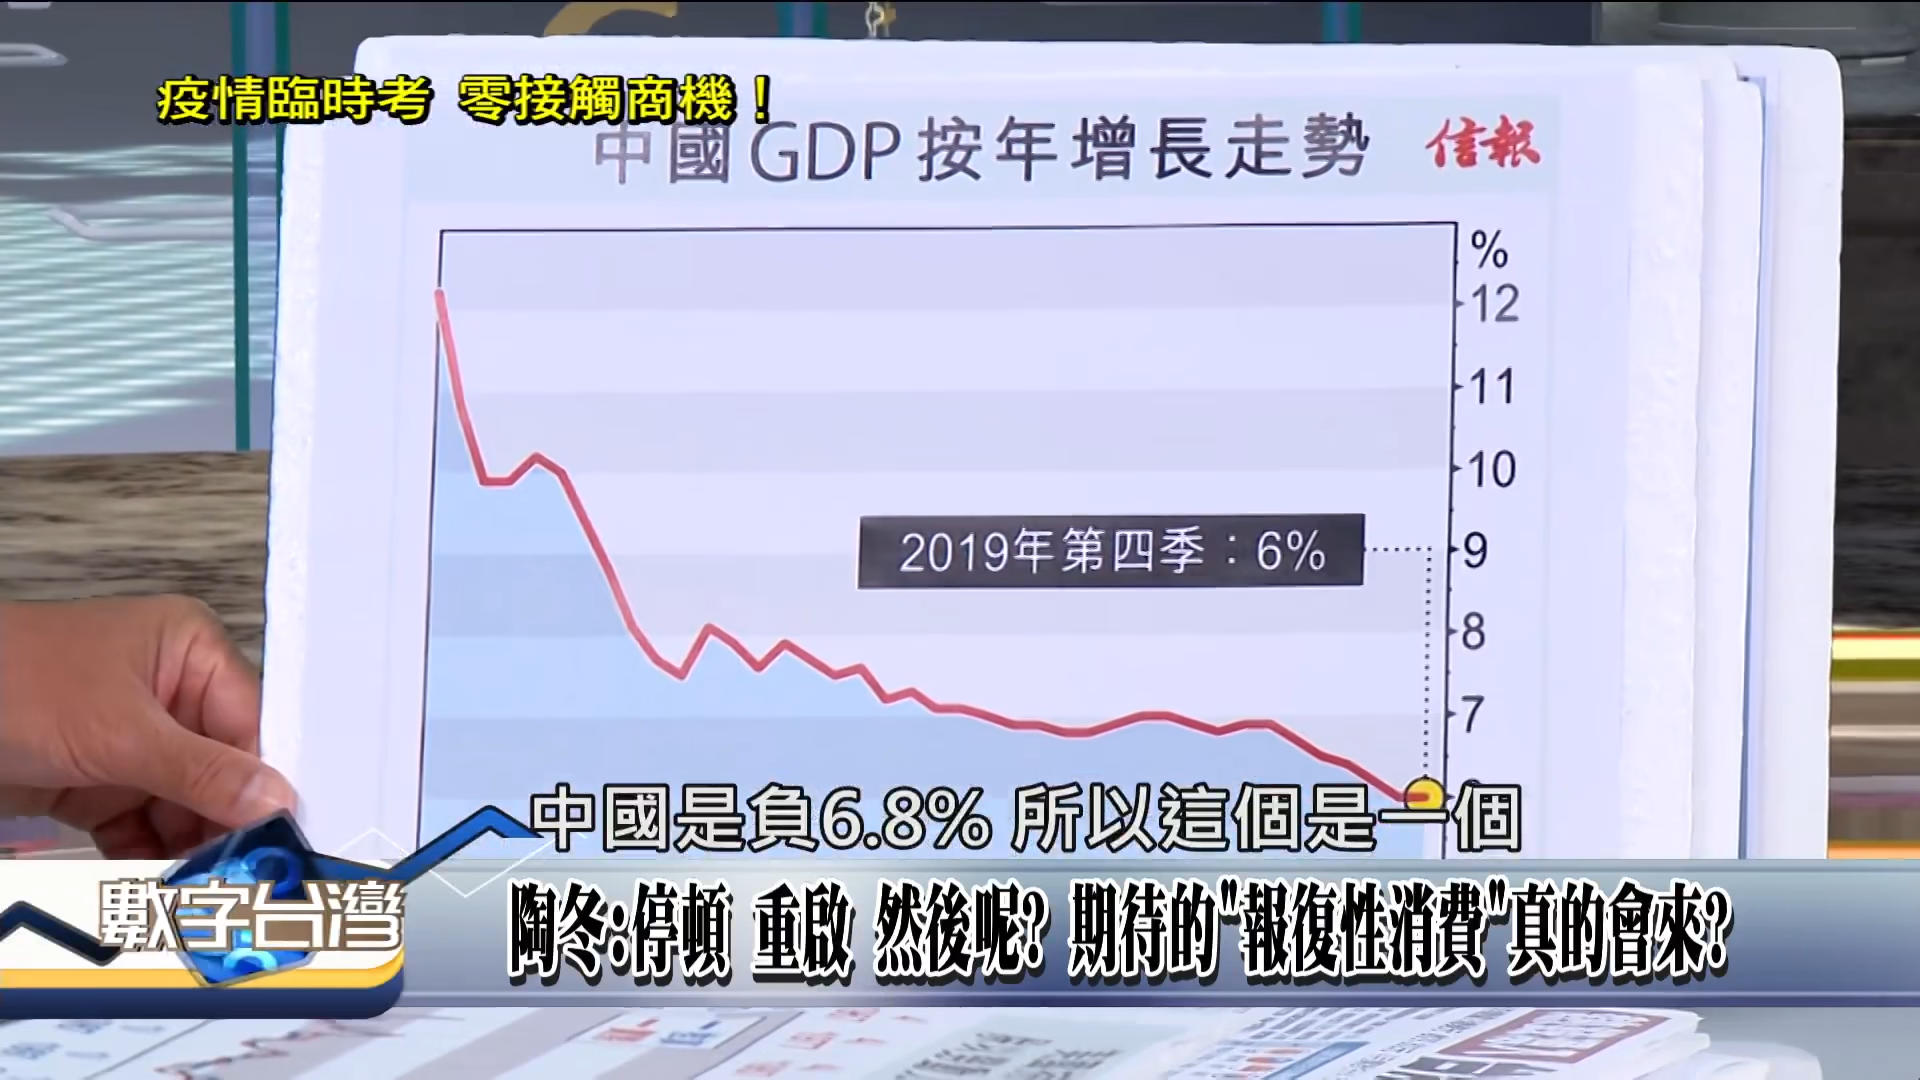 疫情臨時考 零接觸商機！
中國GDP按年增長走勢
信報
%
12
11
10
2019年第四季：6%
9
8
7
中國是負6.8% 所以這個是一個
數字台灣
陶冬:停頓 重啟 然後呢? 期待的"報復性消費"真的會來?